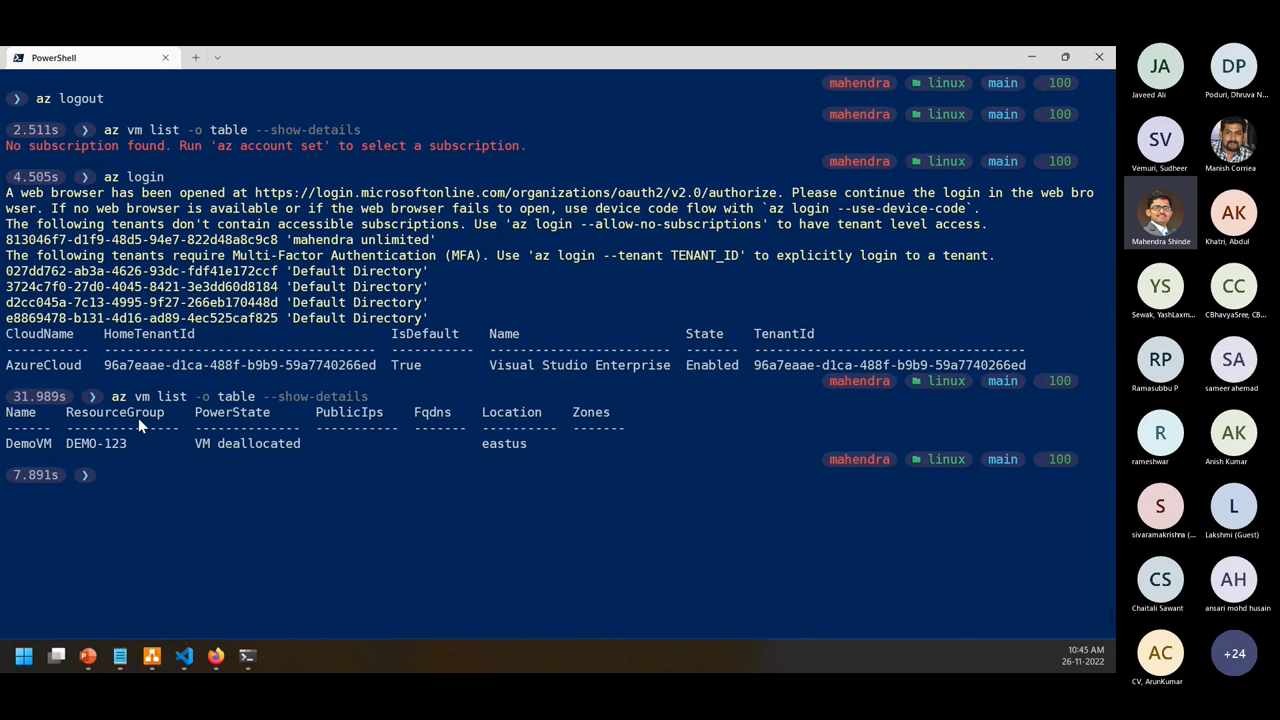 PowerShell
mahendra linux main 100
❯ az logout
mahendra linux main 100
2.511s ❯ az vm list -o table --show-details
No subscription found. Run 'az account set' to select a subscription.
mahendra linux main 100
4.505s ❯ az login
A web browser has been opened at https://login.microsoftonline.com/organizations/oauth2/v2.0/authorize. Please continue the login in the web bro
wser. If no web browser is available or if the web browser fails to open, use device code flow with `az login --use-device-code`.
The following tenants don't contain accessible subscriptions. Use 'az login --allow-no-subscriptions' to have tenant level access.
813046f7-d1f9-48d5-94e7-822d48a8c9c8 'mahendra unlimited'
The following tenants require Multi-Factor Authentication (MFA). Use 'az login --tenant TENANT_ID' to explicitly login to a tenant.
027dd762-ab3a-4626-93dc-fdf41e172ccf 'Default Directory'
3724c7f0-27d0-4045-8421-3e3dd60d8184 'Default Directory'
d2cc045a-7c13-4995-9f27-266eb170448d 'Default Directory'
e8869478-b131-4d16-ad89-4ec525caf825 'Default Directory'
CloudName HomeTenantId IsDefault Name State TenantId
----------- ------------------------------------ ----------- ------------------------ ------- ------------------------------------
AzureCloud 96a7eaae-d1ca-488f-b9b9-59a7740266ed True Visual Studio Enterprise Enabled 96a7eaae-d1ca-488f-b9b9-59a7740266ed
mahendra linux main 100
31.989s ❯ az vm list -o table --show-details
Name ResourceGroup PowerState PublicIps Fqdns Location Zones
------ --------------- -------------- ----------- ------- ---------- -------
DemoVM DEMO-123 VM deallocated eastus
mahendra linux main 100
7.891s ❯
10:45 AM
26-11-2022
JA DP
Javeed Ali Poduri, Dhruva N...
SV
Vemuri, Sudheer Manish Corriea
AK
Mahendra Shinde Khatri, Abdul
YS CC
Sewak, YashLaxm... CBhavyaSree, CB...
RP SA
Ramasubbu P sameer ahemad
R AK
rameshwar Anish Kumar
S L
sivaramakrishna (... Lakshmi (Guest)
CS AH
Chaitali Sawant ansari mohd husain
AC +24
CV, ArunKumar